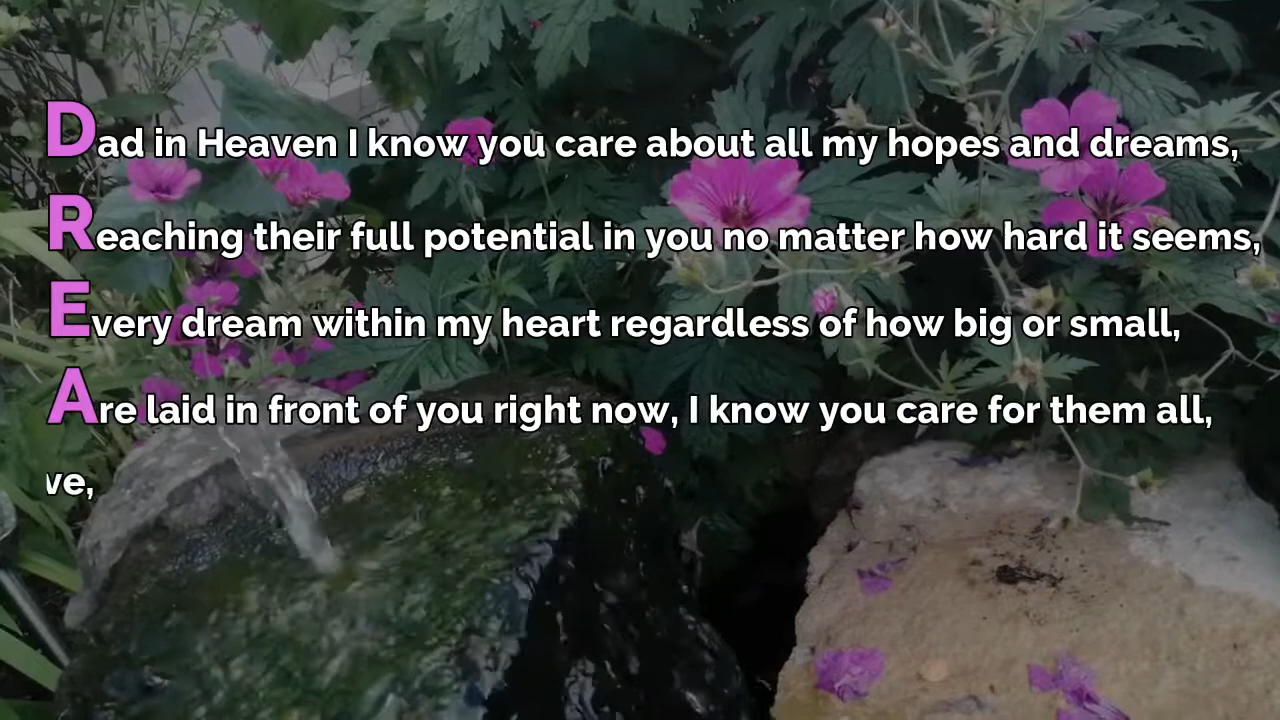 Dad in Heaven I know you care about all my hopes and dreams,
Reaching their full potential in you no matter how hard it seems,
Every dream within my heart regardless of how big or small,
Are laid in front of you right now, I know you care for them all,
ve,